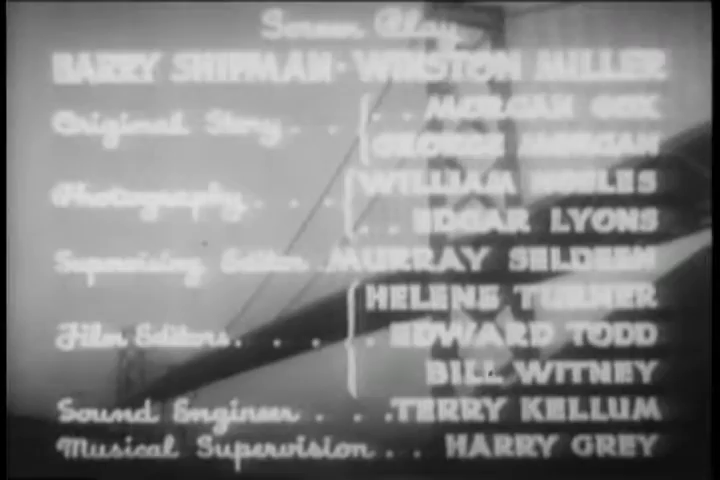 Screen Play
BARRY SHIPMAN - WINSTON MILLER
Original Story. . . . . MORGAN COX
GEORGE MORGAN
Photography. . . WILLIAM NOBLES
. . EDGAR LYONS
Supervising Editor . MURRAY SELDEEN
HELENE TURNER
Film Editors. . . . . EDWARD TODD
BILL WITNEY
Sound Engineer . . . TERRY KELLUM
Musical Supervision . . HARRY GREY